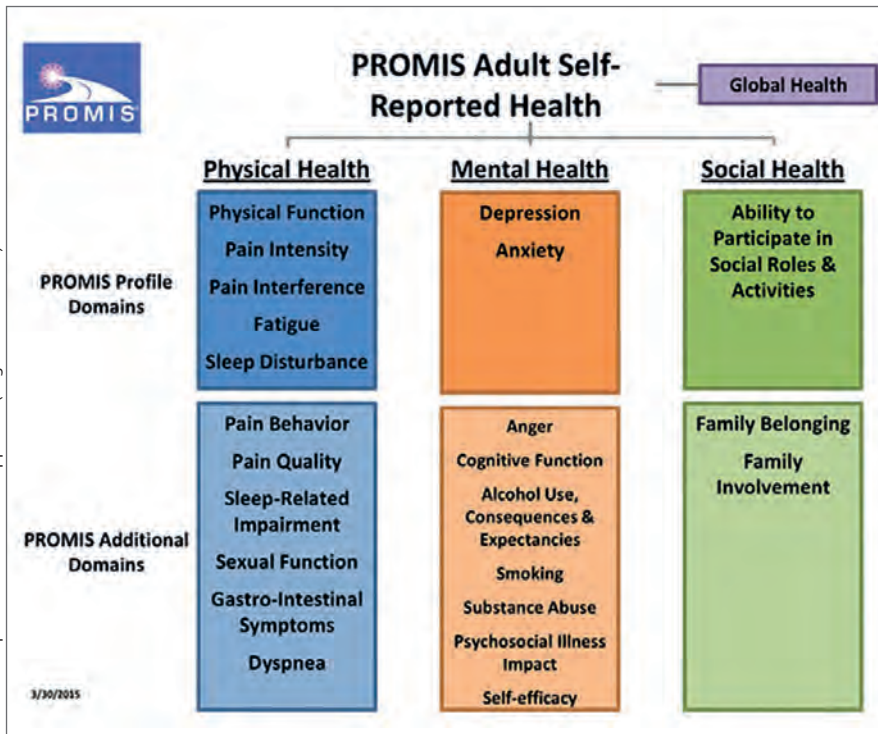 PROMIS
PROMIS Adult Self-
Reported Health
Global Health
Physical Health
Mental Health
Social Health
PROMIS Profile
Domains
Physical Function
Pain Intensity
Pain Interference
Fatigue
Sleep Disturbance
Depression
Anxiety
Ability to
Participate in
Social Roles &
Activities
PROMIS Additional
Domains
Pain Behavior
Pain Quality
Sleep-Related
Impairment
Sexual Function
Gastro-Intestinal
Symptoms
Dyspnea
Anger
Cognitive Function
Alcohol Use,
Consequences &
Expectancies
Smoking
Substance Abuse
Psychosocial Illness
Impact
Self-efficacy
Family Belonging
Family
Involvement
3/30/2015